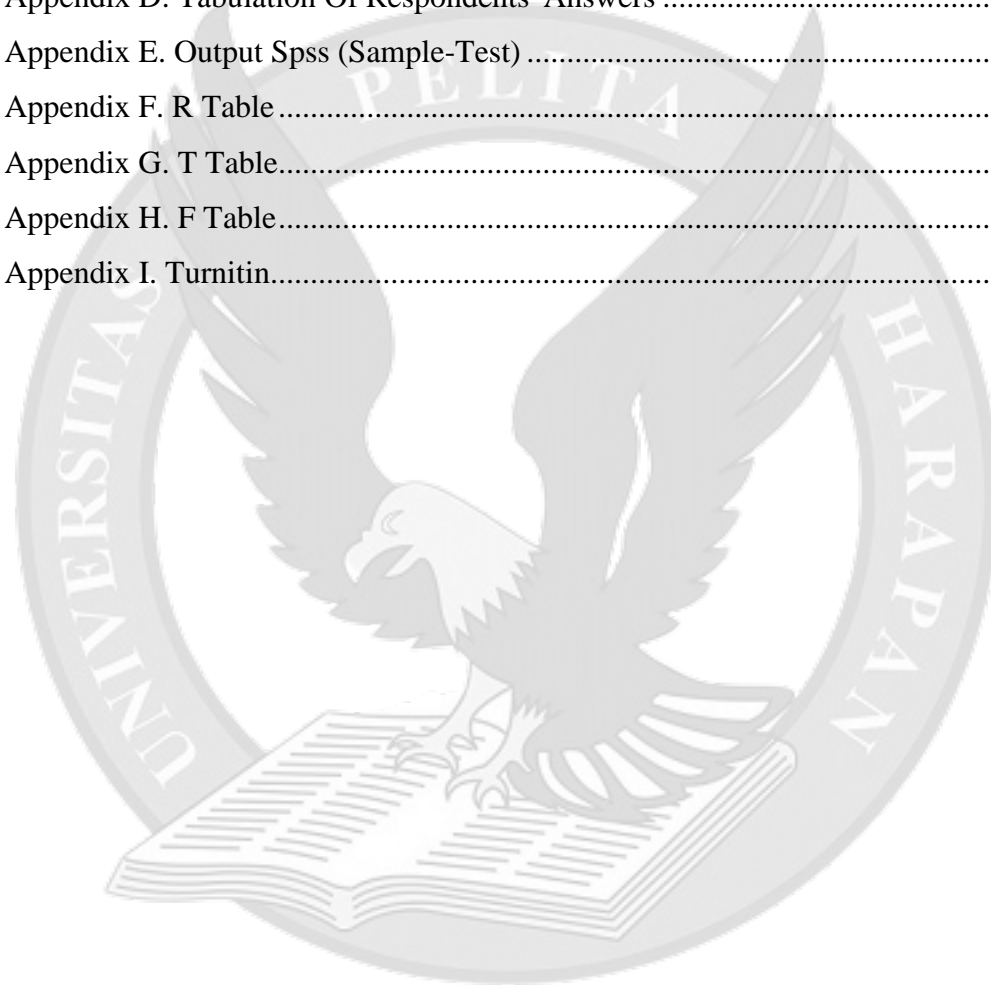 Appendix D. Tabulation Of Respondents' Answers ..........................................
Appendix E. Output Spss (Sample-Test) ..........................................................
Appendix F. R Table .........................................................................................
Appendix G. T Table.........................................................................................
Appendix H. F Table.........................................................................................
Appendix I. Turnitin..........................................................................................
UNIVERSITAS PELITA HARAPAN